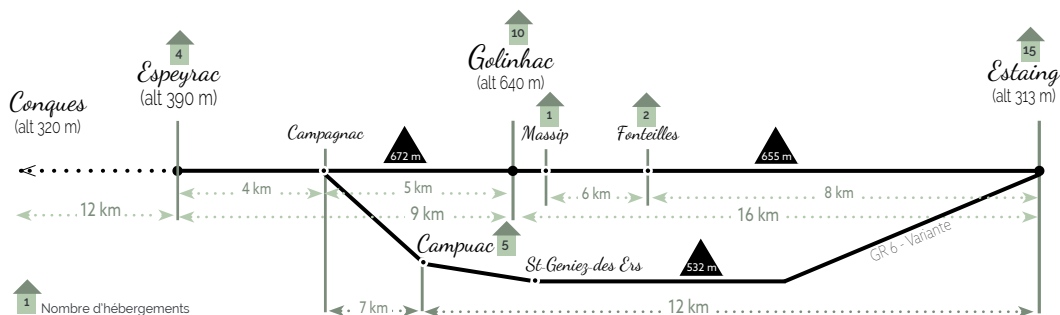 10
4
15
Golinhac
(alt 640 m)
Espeyrac
(alt 390 m)
Estaing
(alt 313 m)
Conques
(alt 320 m)
1
2
Campagnac
Massip
Fonteilles
672 m
655 m
4 km
5 km
6 km
8 km
12 km
9 km
16 km
Campuac
5
GR 6 - Variante
St-Geniez-des Ers
532 m
1
Nombre d'hébergements
7 km
12 km